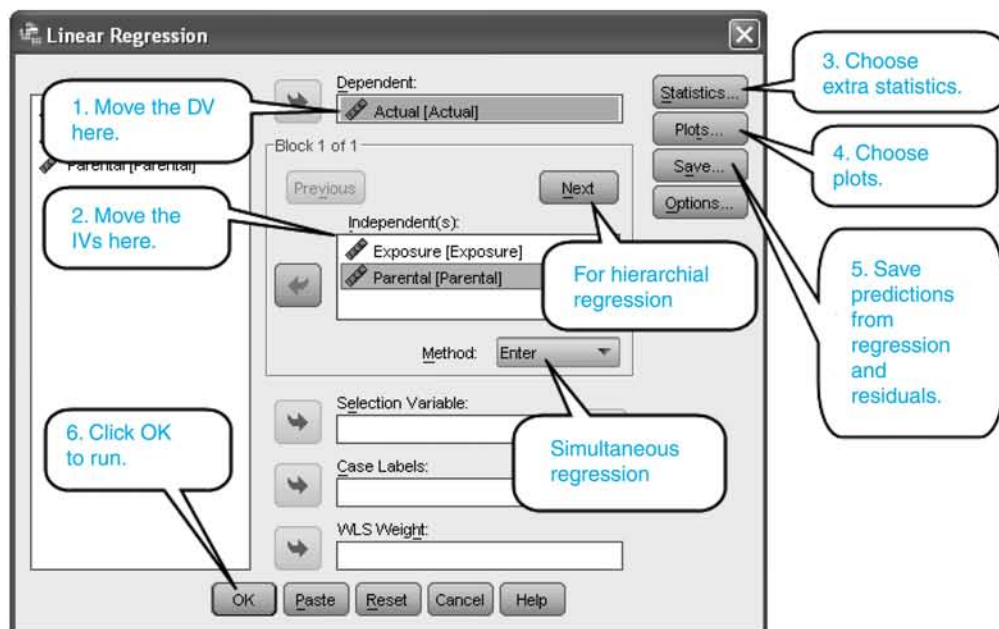 Linear Regression
Dependent:
Actual [Actual]
1. Move the DV
here.
Parental [Parental]
Block 1 of 1
Previous
Next
2. Move the
IVs here.
Independent(s):
Exposure [Exposure]
Parental [Parental]
For hierarchial
regression
Method:
Enter
Simultaneous
regression
Selection Variable:
Case Labels:
WLS Weight:
6. Click OK
to run.
OK
Paste
Reset
Cancel
Help
Statistics...
Plots...
Save...
Options...
3. Choose
extra statistics.
4. Choose
plots.
5. Save
predictions
from
regression
and
residuals.